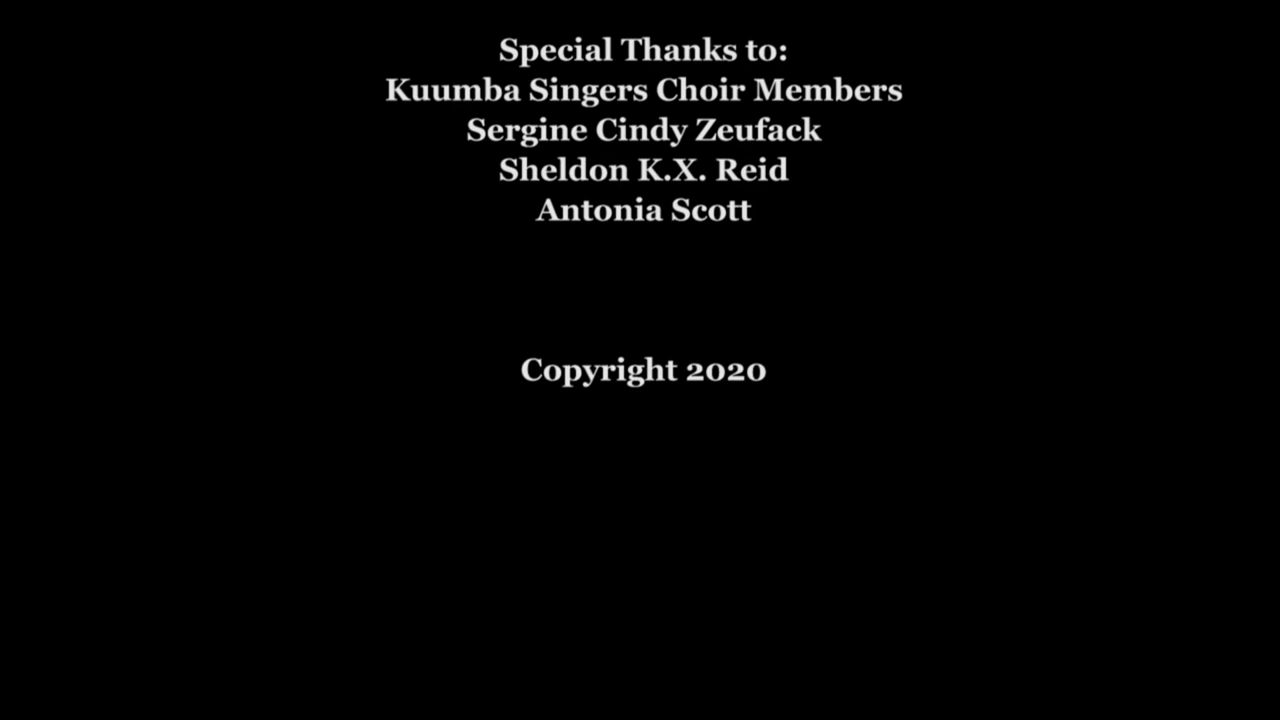 Special Thanks to:
Kuumba Singers Choir Members
Sergine Cindy Zeufack
Sheldon K.X. Reid
Antonia Scott
Copyright 2020